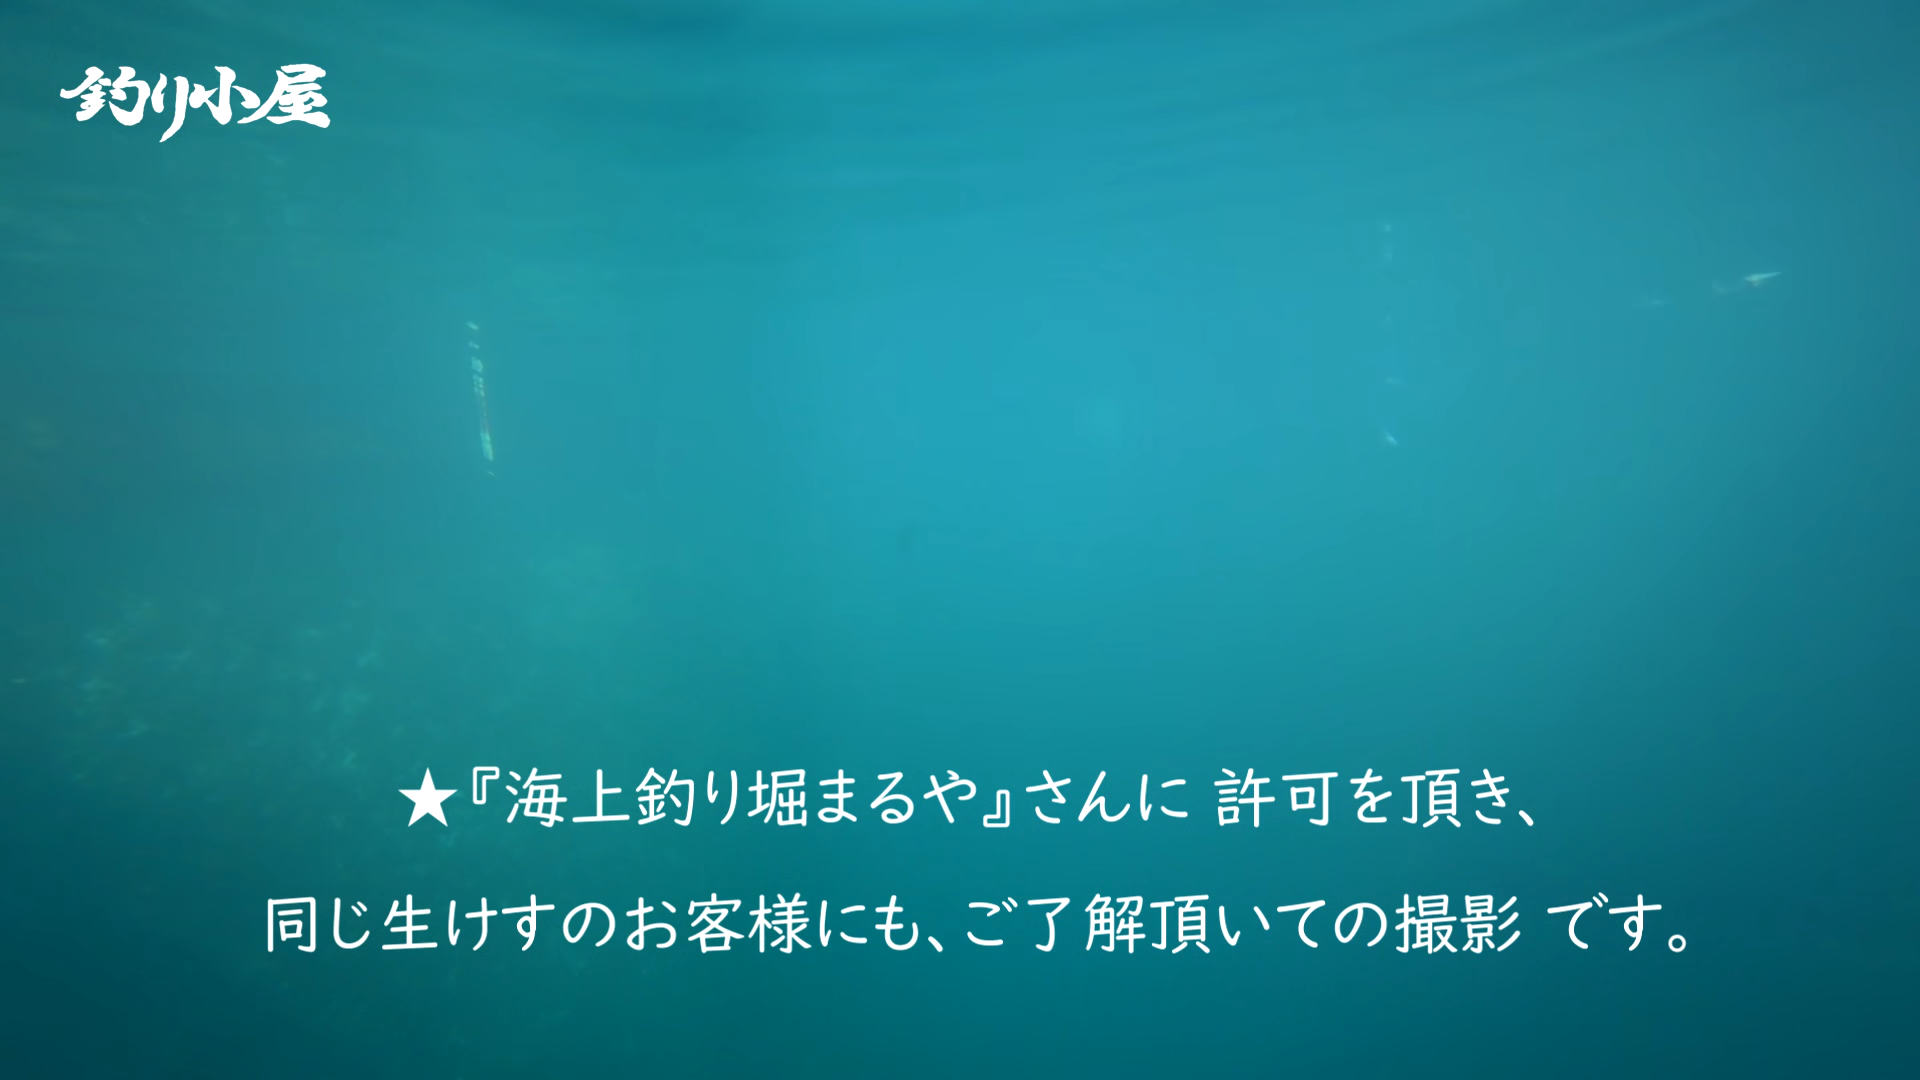 釣り小屋
★『海上釣り堀まるや』さんに 許可を頂き、
同じ生けすのお客様にも、ご了解頂いての撮影 です。